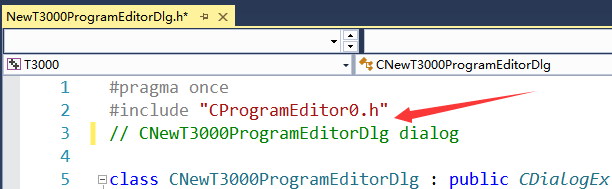 NewT3000ProgramEditorDlg.h*
T3000
CNewT3000ProgramEditorDlg
1 #pragma once
2 #include "CProgramEditor0.h"
3 // CNewT3000ProgramEditorDlg dialog
4
5 class CNewT3000ProgramEditorDlg : public CDialogEx